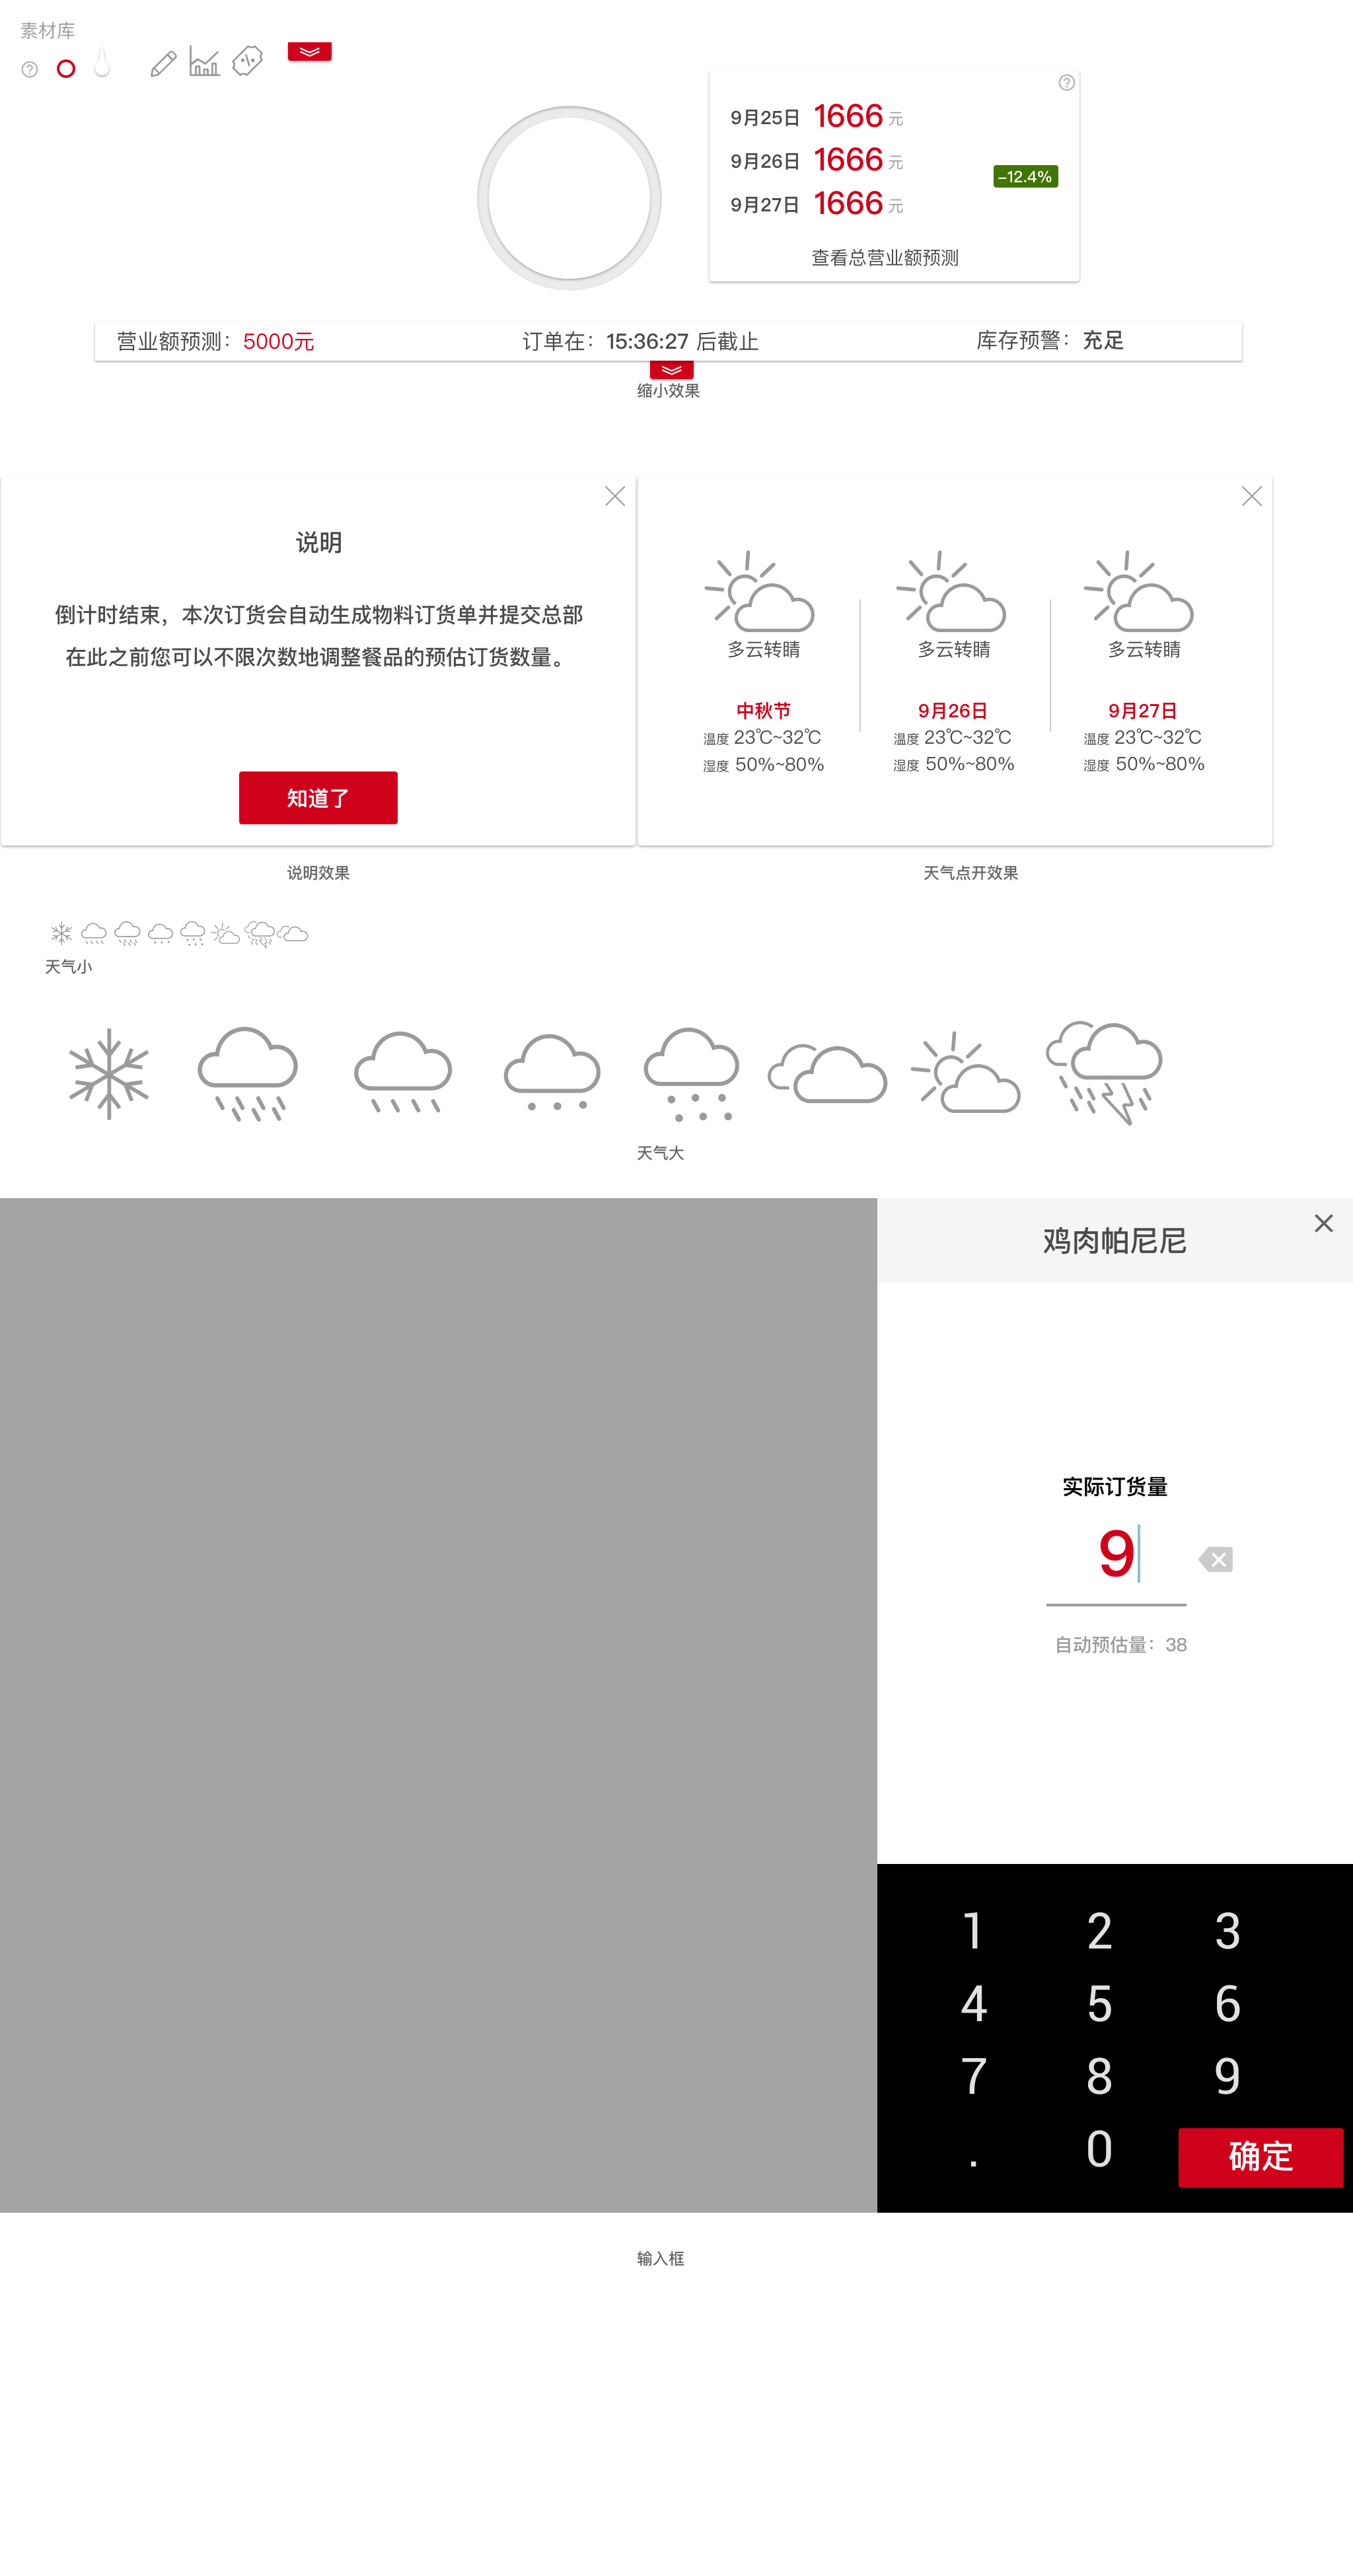 素材库
9月25日 1666 元
9月26日 1666 元
-12.4%
9月27日 1666 元
查看总营业额预测
营业额预测：5000元 订单在：15:36:27 后截止 库存预警：充足
缩小效果
说明
倒计时结束，本次订货会自动生成物料订货单并提交总部
在此之前您可以不限次数地调整餐品的预估订货数量。
知道了
说明效果
多云转晴 多云转晴 多云转晴
中秋节 9月26日 9月27日
温度 23℃~32℃ 温度 23℃~32℃ 温度 23℃~32℃
湿度 50%~80% 湿度 50%~80% 湿度 50%~80%
天气点开效果
天气小
天气大
鸡肉帕尼尼
实际订货量
9
自动预估量：38
1 2 3
4 5 6
7 8 9
. 0 确定
输入框